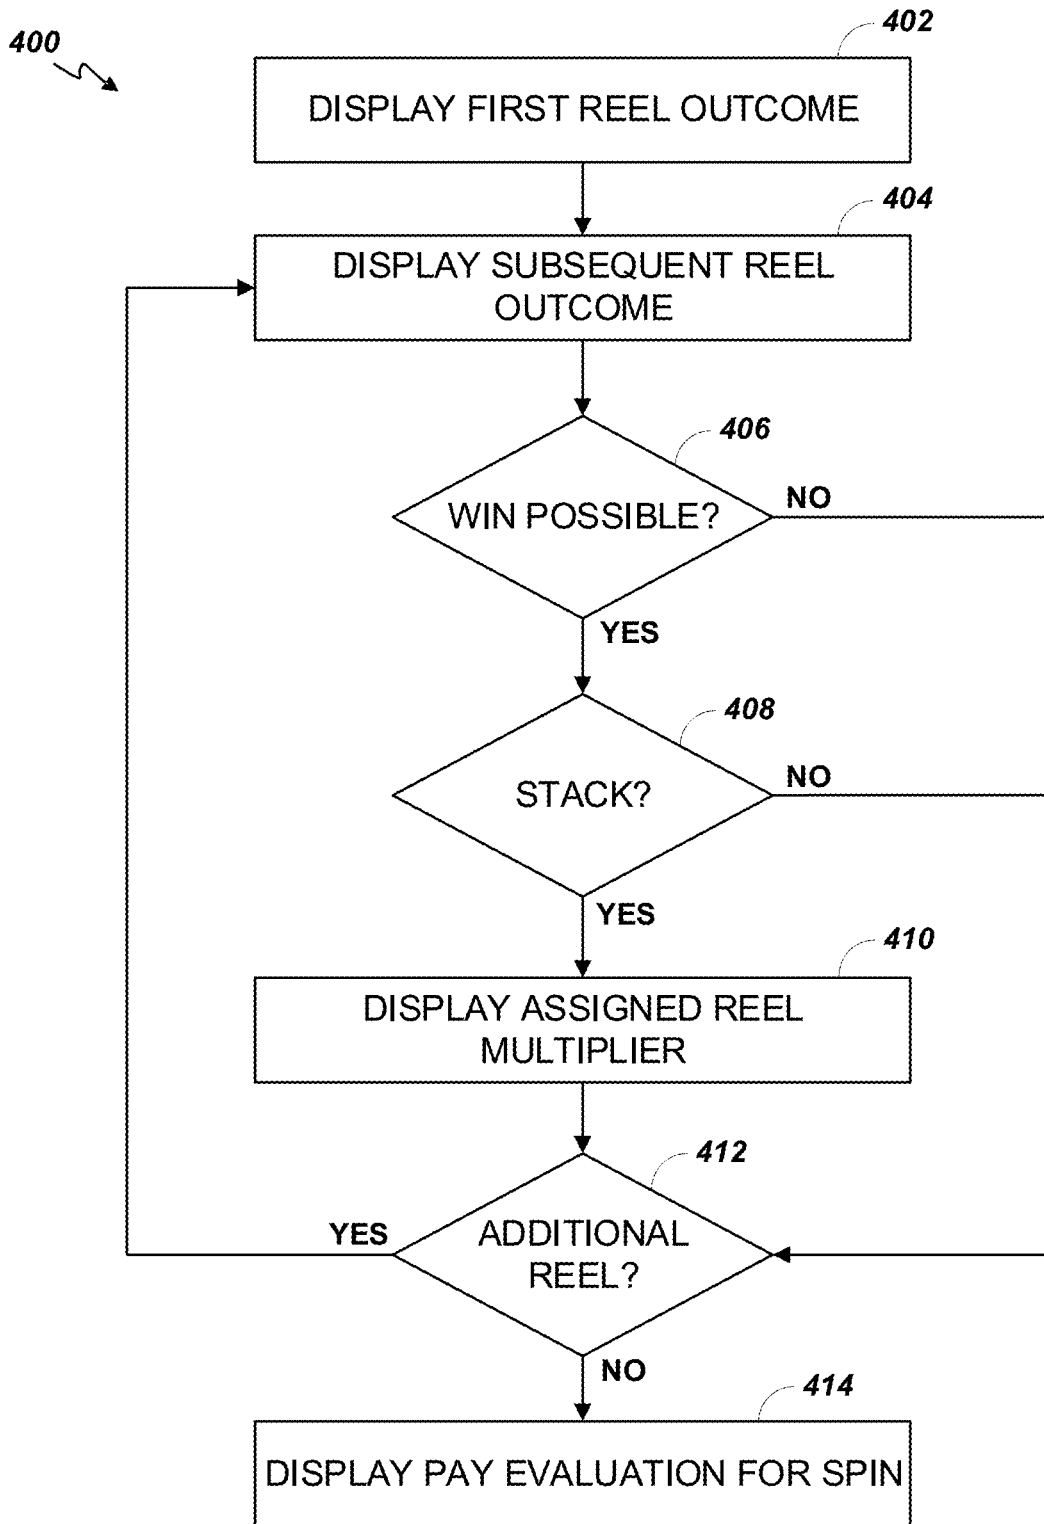 400
402
DISPLAY FIRST REEL OUTCOME
404
DISPLAY SUBSEQUENT REEL
OUTCOME
406
WIN POSSIBLE?
NO
YES
408
STACK?
NO
YES
410
DISPLAY ASSIGNED REEL
MULTIPLIER
412
YES
ADDITIONAL
REEL?
NO
414
DISPLAY PAY EVALUATION FOR SPIN